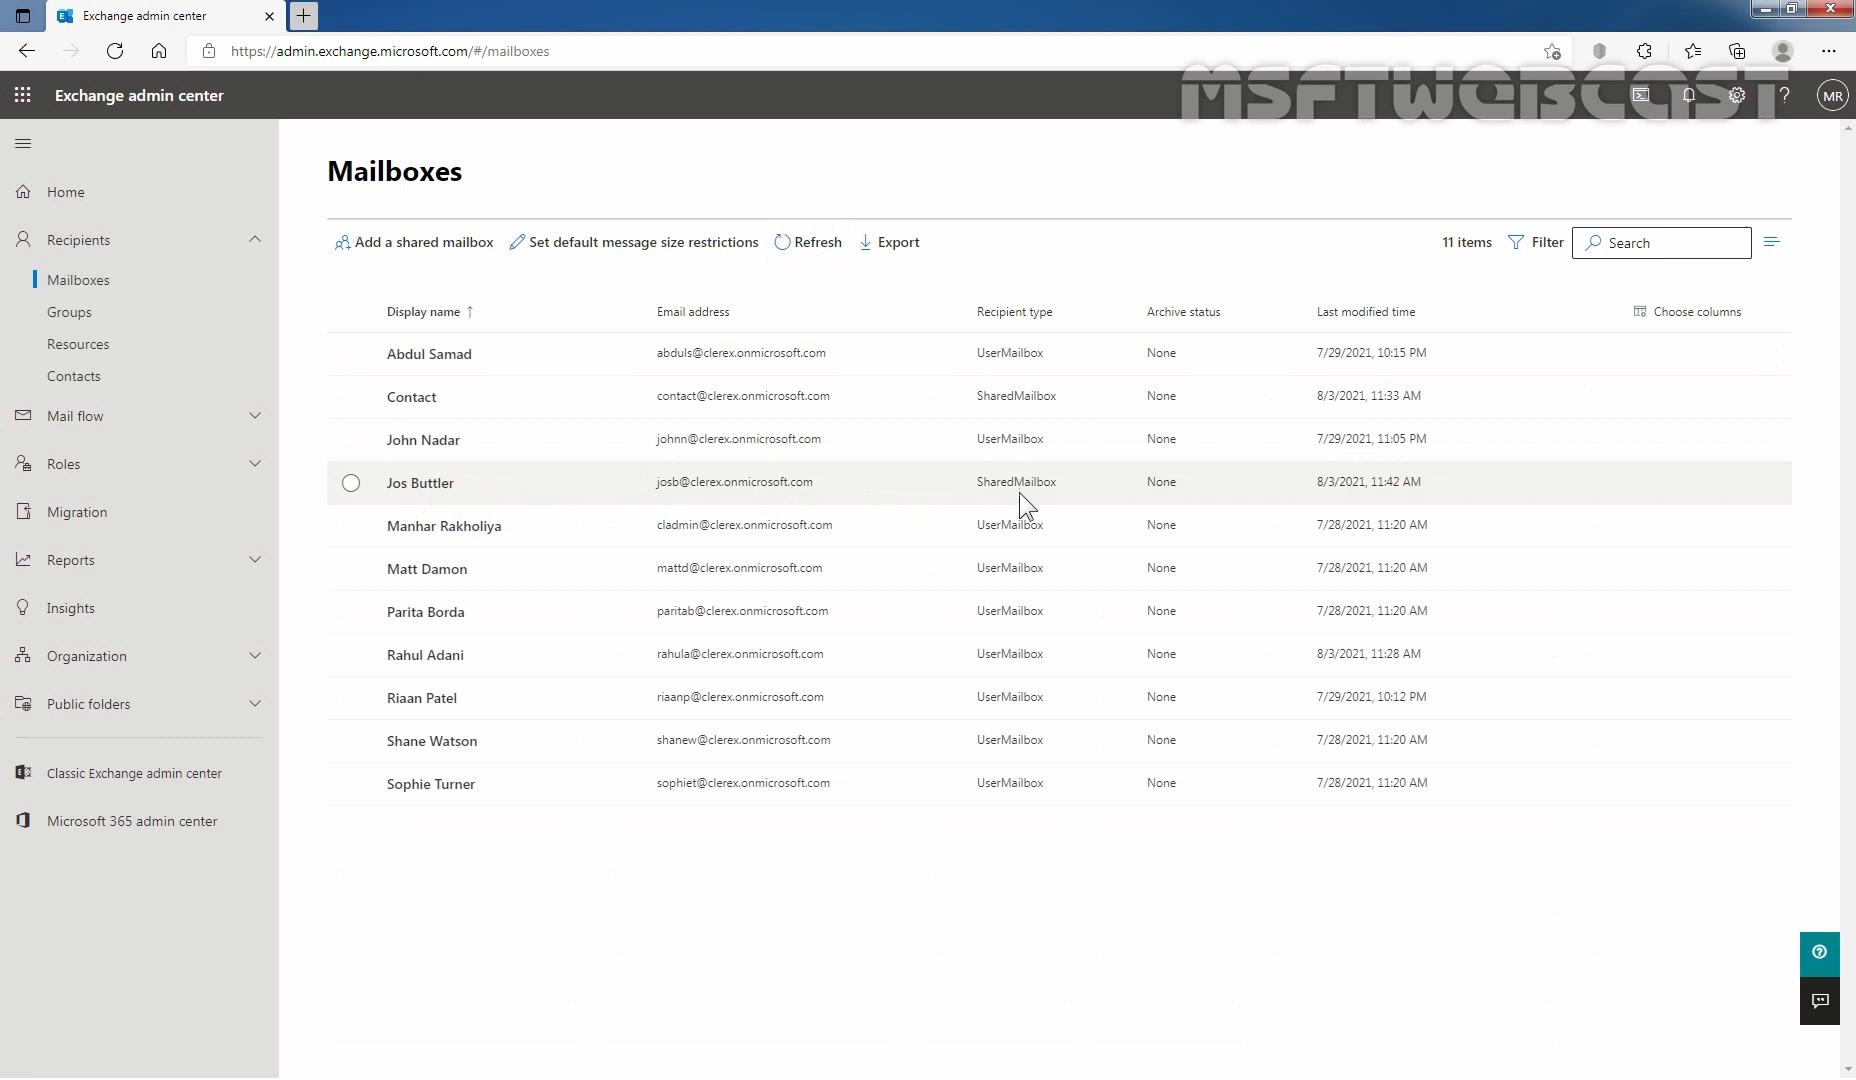 Exchange admin center
https://admin.exchange.microsoft.com/#/mailboxes
MSFTWEBCAST
Exchange admin center
MR
Home
Recipients
Mailboxes
Groups
Resources
Contacts
Mail flow
Roles
Migration
Reports
Insights
Organization
Public folders
Classic Exchange admin center
Microsoft 365 admin center
Mailboxes
Add a shared mailbox Set default message size restrictions Refresh Export 11 items Filter Search
Display name ↑ Email address Recipient type Archive status Last modified time Choose columns
Abdul Samad abduls@clerex.onmicrosoft.com UserMailbox None 7/29/2021, 10:15 PM
Contact contact@clerex.onmicrosoft.com SharedMailbox None 8/3/2021, 11:33 AM
John Nadar johnn@clerex.onmicrosoft.com UserMailbox None 7/29/2021, 11:05 PM
Jos Buttler josb@clerex.onmicrosoft.com SharedMailbox None 8/3/2021, 11:42 AM
Manhar Rakholiya cladmin@clerex.onmicrosoft.com UserMailbox None 7/28/2021, 11:20 AM
Matt Damon mattd@clerex.onmicrosoft.com UserMailbox None 7/28/2021, 11:20 AM
Parita Borda paritab@clerex.onmicrosoft.com UserMailbox None 7/28/2021, 11:20 AM
Rahul Adani rahula@clerex.onmicrosoft.com UserMailbox None 8/3/2021, 11:28 AM
Riaan Patel riaanp@clerex.onmicrosoft.com UserMailbox None 7/29/2021, 10:12 PM
Shane Watson shanew@clerex.onmicrosoft.com UserMailbox None 7/28/2021, 11:20 AM
Sophie Turner sophiet@clerex.onmicrosoft.com UserMailbox None 7/28/2021, 11:20 AM